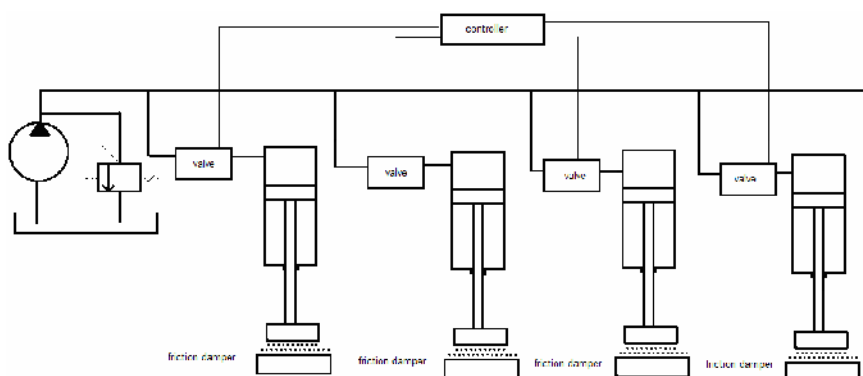 controller
valve
valve
valve
valve
friction damper
friction damper
friction damper
friction damper